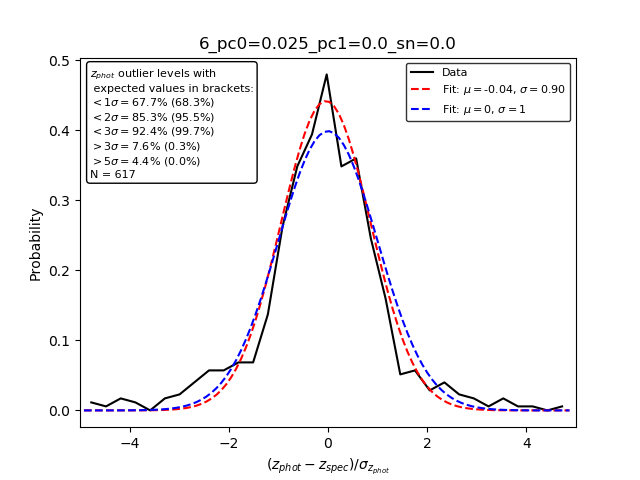 6_pc0=0.025_pc1=0.0_sn=0.0
z_phot outlier levels with
expected values in brackets:
<1σ = 67.7% (68.3%)
<2σ = 85.3% (95.5%)
<3σ = 92.4% (99.7%)
>3σ = 7.6% (0.3%)
>5σ = 4.4% (0.0%)
N = 617
Data
Fit: μ = -0.04, σ = 0.90
Fit: μ = 0, σ = 1
Probability
0.5
0.4
0.3
0.2
0.1
0.0
−4
−2
0
2
4
(z_phot − z_spec)/σ_z_phot